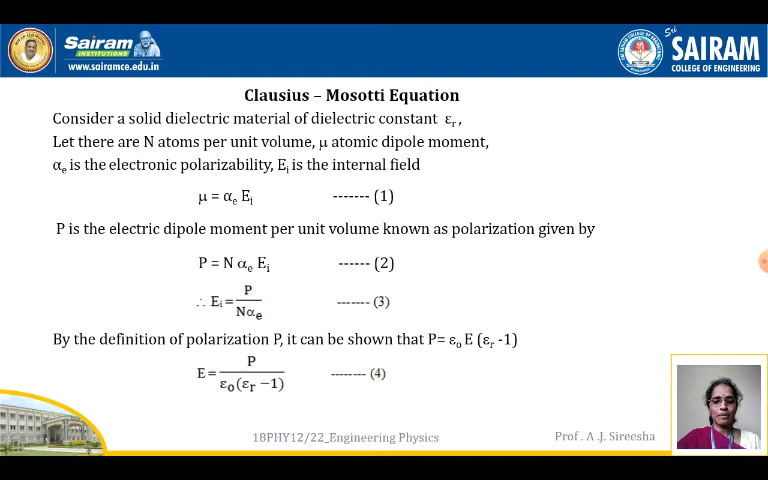 Sairam
INSTITUTIONS
www.sairamce.edu.in
Sri
SAIRAM
COLLEGE OF ENGINEERING
Clausius – Mosotti Equation
Consider a solid dielectric material of dielectric constant εr ,
Let there are N atoms per unit volume, μ atomic dipole moment,
αe is the electronic polarizability, Ei is the internal field
μ = αe Ei ------- (1)
P is the electric dipole moment per unit volume known as polarization given by
P = N αe Ei ------ (2)
∴ Ei = P / Nαe ------- (3)
By the definition of polarization P, it can be shown that P= εo E (εr -1)
E = P / εo(εr −1) -------- (4)
18PHY12/22_Engineering Physics
Prof. A .J. Sireesha